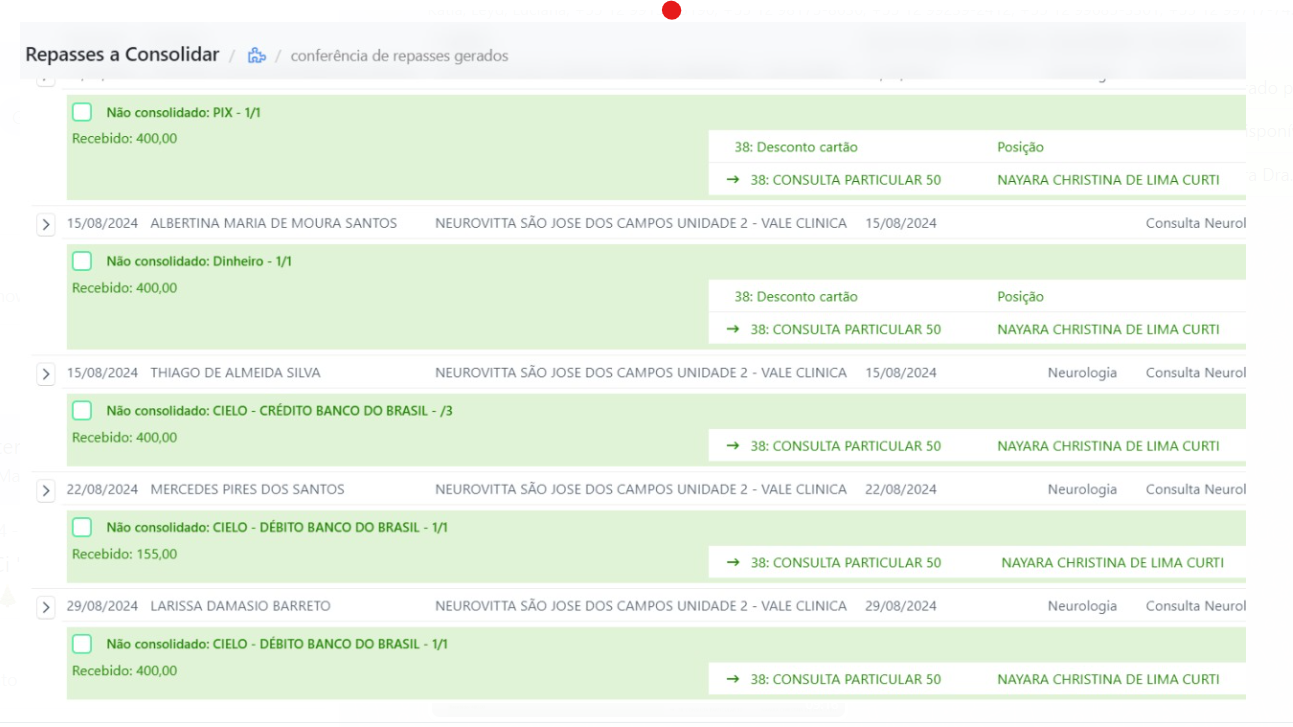 Repasses a Consolidar / / conferência de repasses gerados
Não consolidado: PIX - 1/1
Recebido: 400,00
38: Desconto cartão Posição
→ 38: CONSULTA PARTICULAR 50 NAYARA CHRISTINA DE LIMA CURTI
15/08/2024 ALBERTINA MARIA DE MOURA SANTOS NEUROVITTA SÃO JOSE DOS CAMPOS UNIDADE 2 - VALE CLINICA 15/08/2024 Consulta Neurol
Não consolidado: Dinheiro - 1/1
Recebido: 400,00
38: Desconto cartão Posição
→ 38: CONSULTA PARTICULAR 50 NAYARA CHRISTINA DE LIMA CURTI
15/08/2024 THIAGO DE ALMEIDA SILVA NEUROVITTA SÃO JOSE DOS CAMPOS UNIDADE 2 - VALE CLINICA 15/08/2024 Neurologia Consulta Neurol
Não consolidado: CIELO - CRÉDITO BANCO DO BRASIL - /3
Recebido: 400,00
→ 38: CONSULTA PARTICULAR 50 NAYARA CHRISTINA DE LIMA CURTI
22/08/2024 MERCEDES PIRES DOS SANTOS NEUROVITTA SÃO JOSE DOS CAMPOS UNIDADE 2 - VALE CLINICA 22/08/2024 Neurologia Consulta Neurol
Não consolidado: CIELO - DÉBITO BANCO DO BRASIL - 1/1
Recebido: 155,00
→ 38: CONSULTA PARTICULAR 50 NAYARA CHRISTINA DE LIMA CURTI
29/08/2024 LARISSA DAMASIO BARRETO NEUROVITTA SÃO JOSE DOS CAMPOS UNIDADE 2 - VALE CLINICA 29/08/2024 Neurologia Consulta Neurol
Não consolidado: CIELO - DÉBITO BANCO DO BRASIL - 1/1
Recebido: 400,00
→ 38: CONSULTA PARTICULAR 50 NAYARA CHRISTINA DE LIMA CURTI